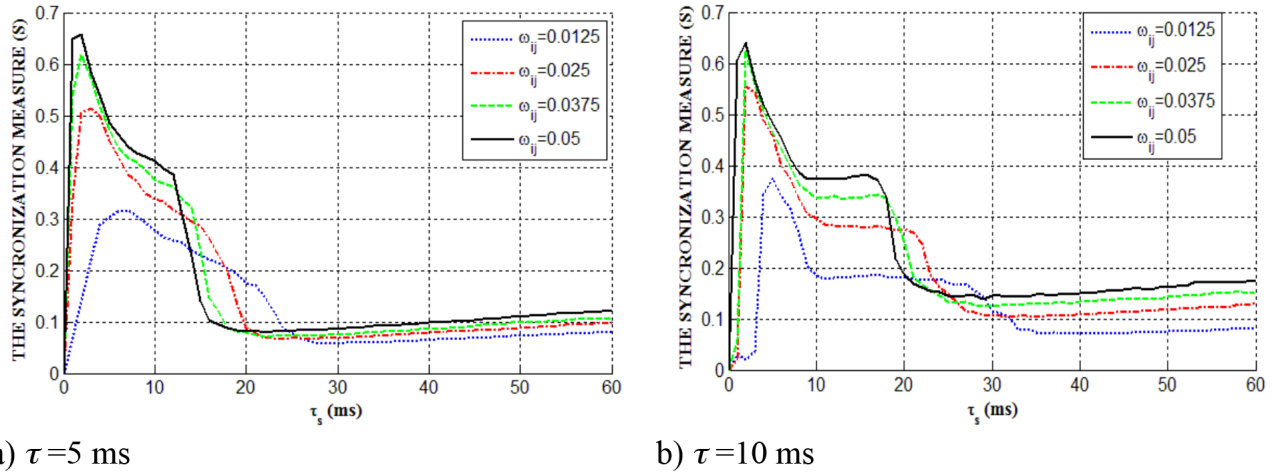 THE SYNCRONIZATION MEASURE (S)
0.7
0.6
0.5
0.4
0.3
0.2
0.1
0
0 10 20 30 40 50 60
τs (ms)
ωij=0.0125
ωij=0.025
ωij=0.0375
ωij=0.05
) τ=5 ms
THE SYNCRONIZATION MEASURE (S)
0.7
0.6
0.5
0.4
0.3
0.2
0.1
0
0 10 20 30 40 50 60
τs (ms)
ωij=0.0125
ωij=0.025
ωij=0.0375
ωij=0.05
b) τ=10 ms